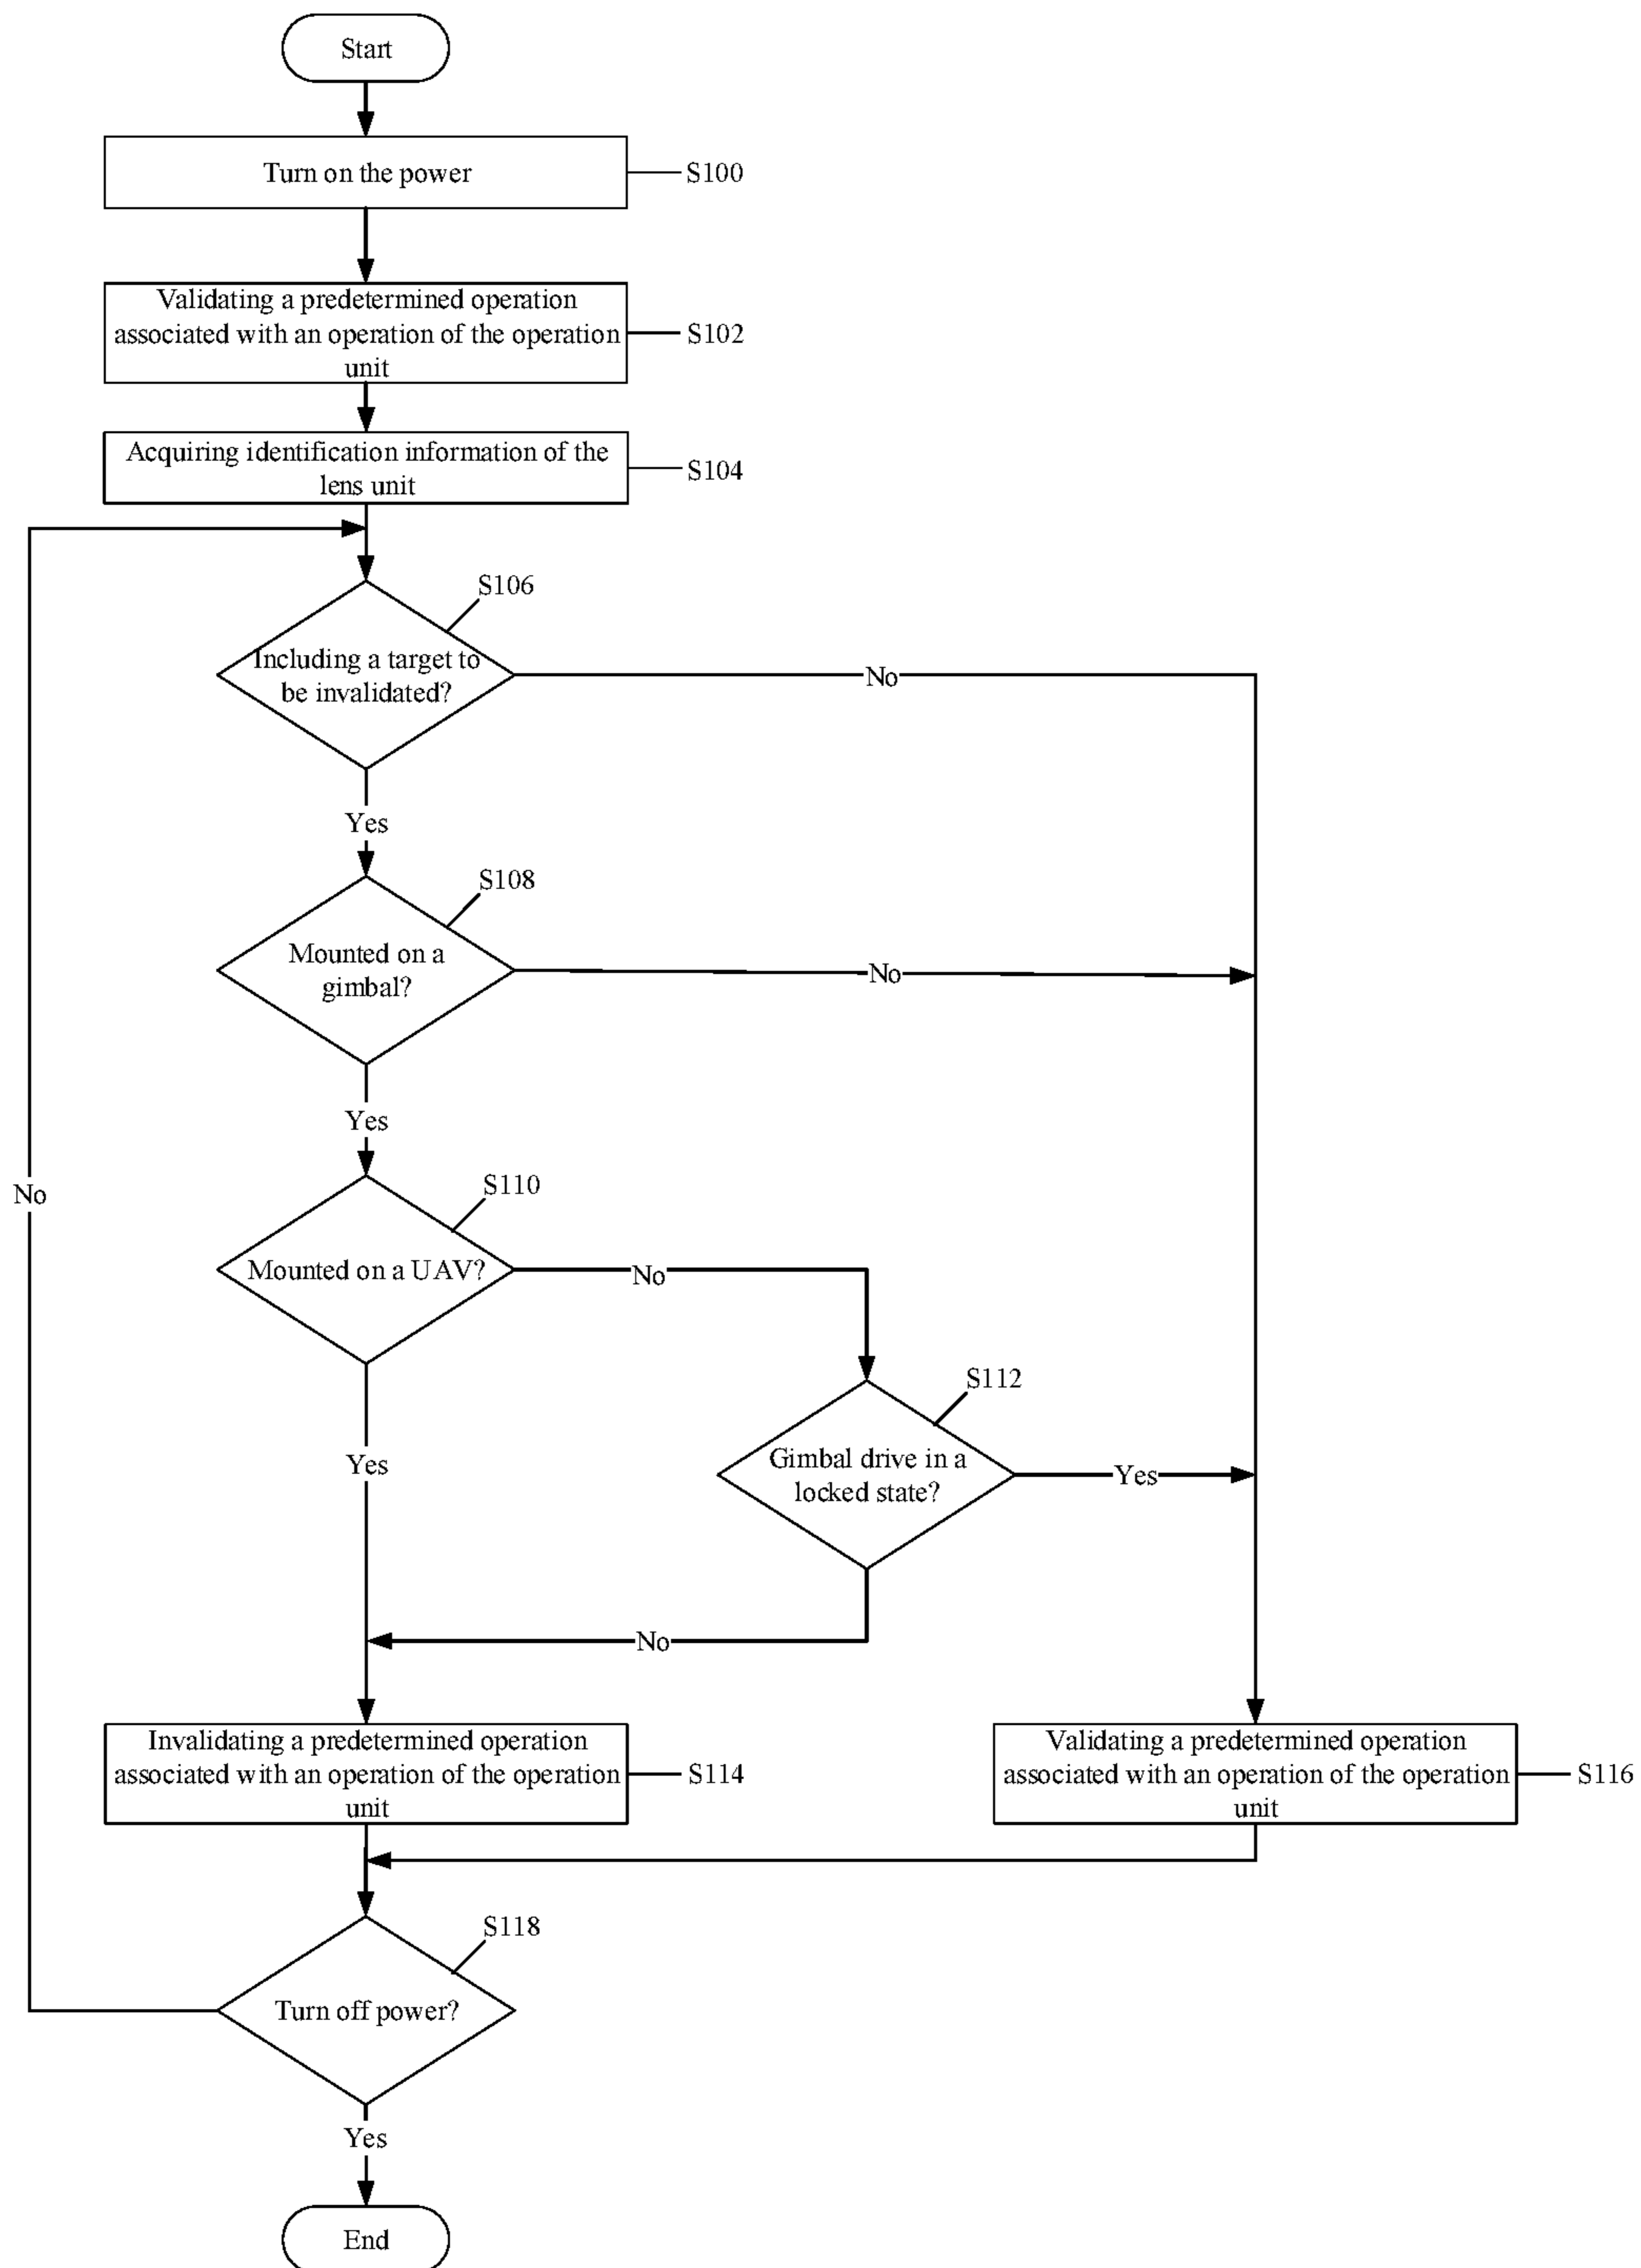 Start
Turn on the power
S100
Validating a predetermined operation
associated with an operation of the operation
unit
S102
Acquiring identification information of the
lens unit
S104
S106
Including a target to
be invalidated?
No
Yes
S108
Mounted on a
gimbal?
No
Yes
No
S110
Mounted on a UAV?
No
S112
Gimbal drive in a
locked state?
Yes
Yes
No
Invalidating a predetermined operation
associated with an operation of the operation
unit
S114
Validating a predetermined operation
associated with an operation of the operation
unit
S116
S118
Turn off power?
Yes
End